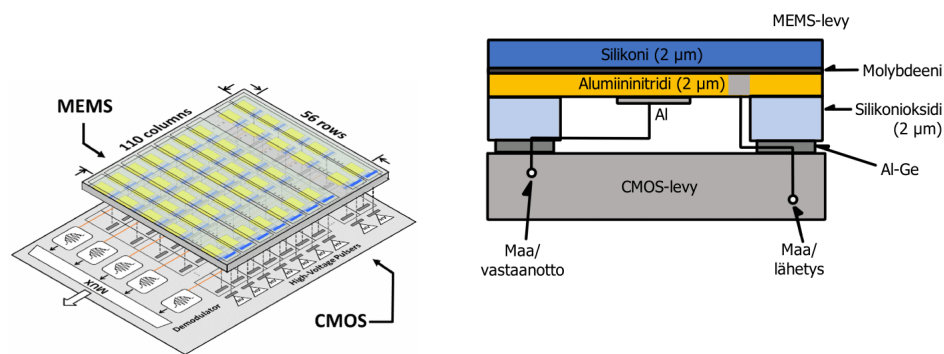 MEMS
110 columns
56 rows
MUX
Demodulator
High-Voltage Pulsers
CMOS
MEMS-levy
Silikoni (2 µm)
Molybdeeni
Alumiininitridi (2 µm)
Al
Silikonioksidi
(2 µm)
Al-Ge
CMOS-levy
Maa/
vastaanotto
Maa/
lähetys